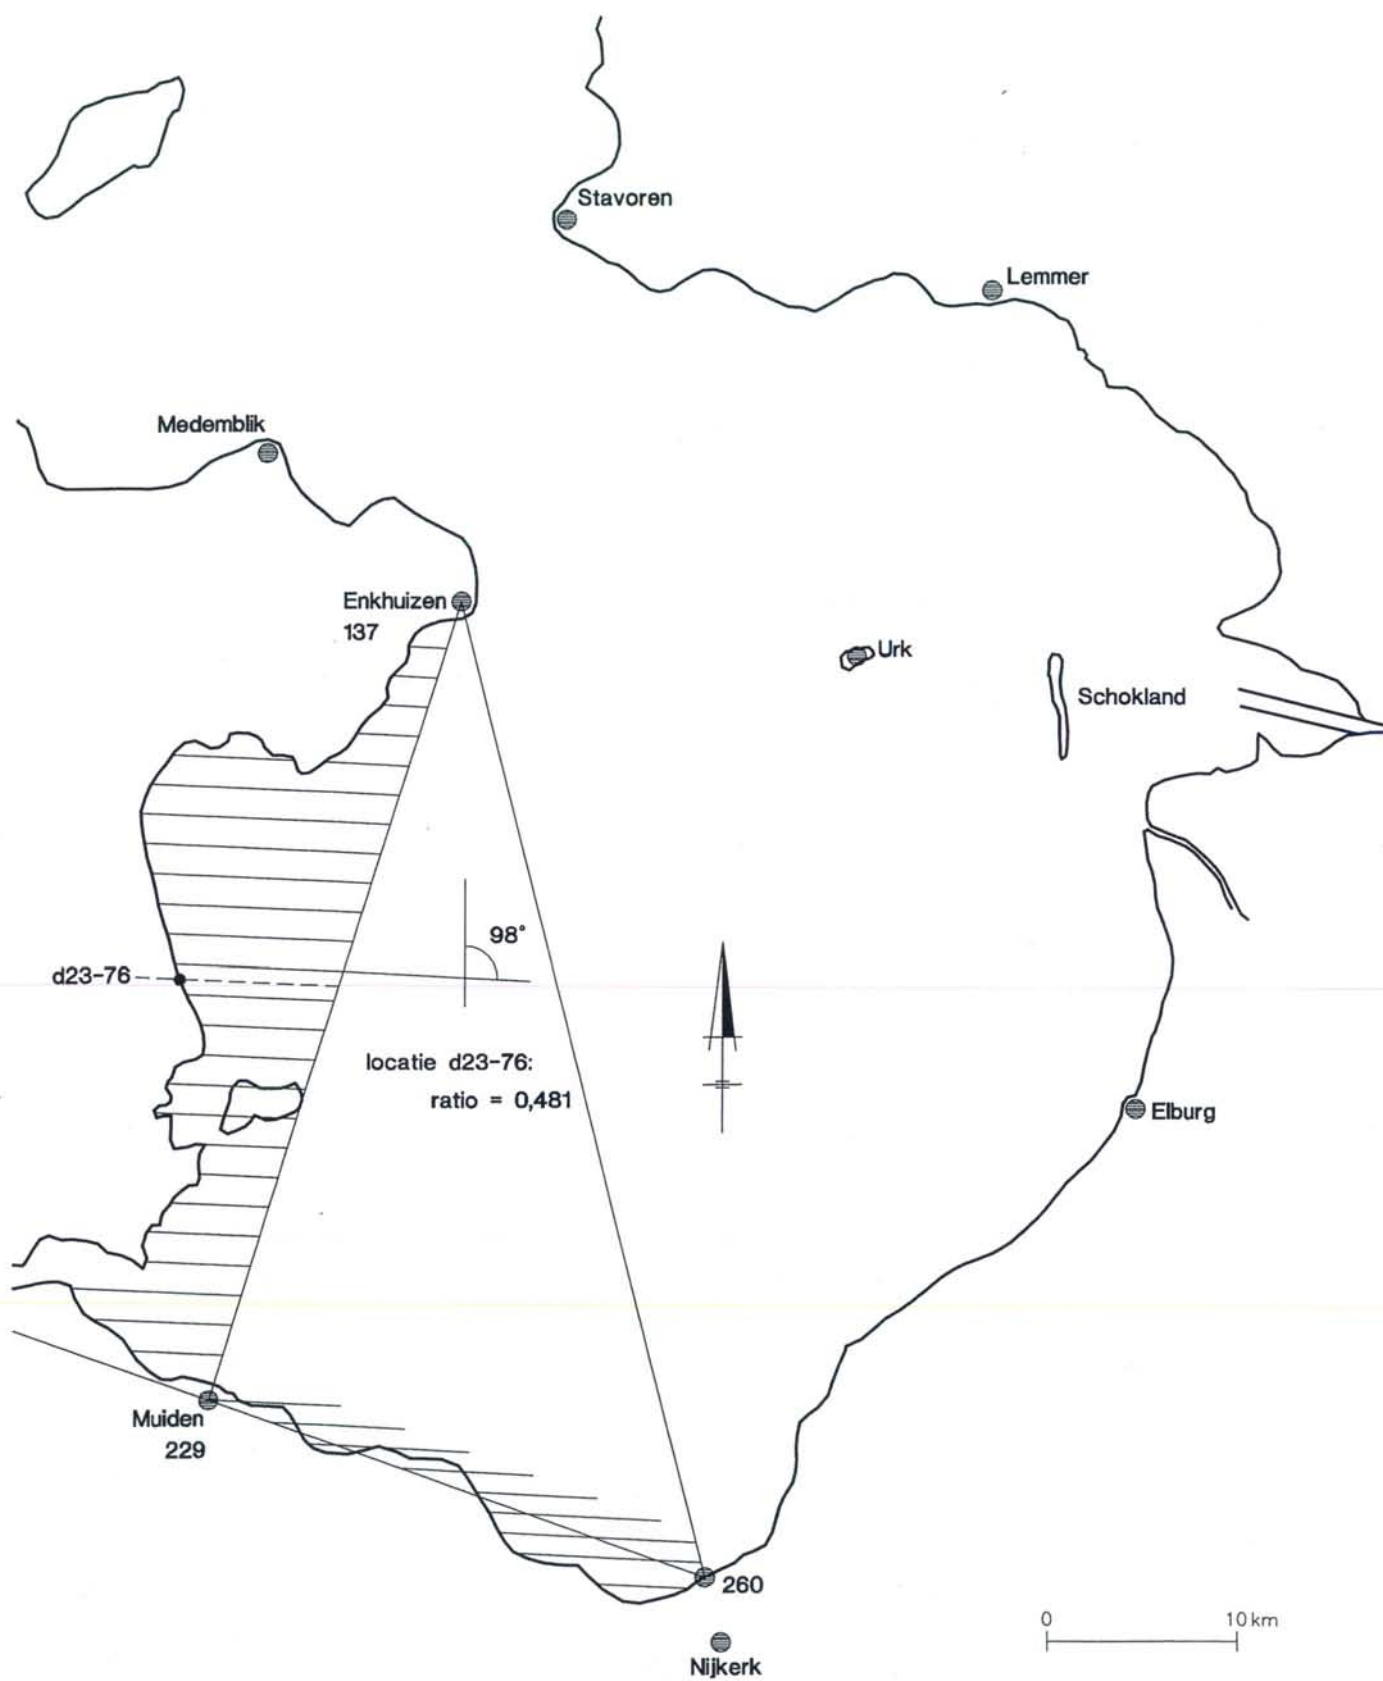 Stavoren
Lemmer
Medemblik
Enkhuizen
137
Urk
Schokland
98°
d23-76
locatie d23-76:
ratio = 0,481
Elburg
Muiden
229
260
0 10 km
Nijkerk